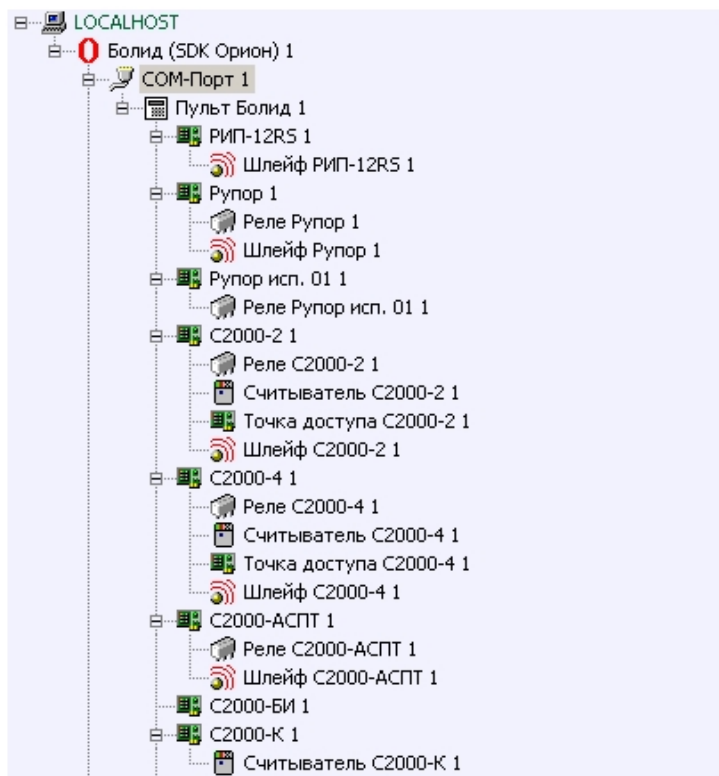 LOCALHOST
Болид (SDK Орион) 1
COM-Порт 1
Пульт Болид 1
РИП-12RS 1
Шлейф РИП-12RS 1
Рупор 1
Реле Рупор 1
Шлейф Рупор 1
Рупор исп. 01 1
Реле Рупор исп. 01 1
С2000-2 1
Реле С2000-2 1
Считыватель С2000-2 1
Точка доступа С2000-2 1
Шлейф С2000-2 1
С2000-4 1
Реле С2000-4 1
Считыватель С2000-4 1
Точка доступа С2000-4 1
Шлейф С2000-4 1
С2000-АСПТ 1
Реле С2000-АСПТ 1
Шлейф С2000-АСПТ 1
С2000-БИ 1
С2000-К 1
Считыватель С2000-К 1